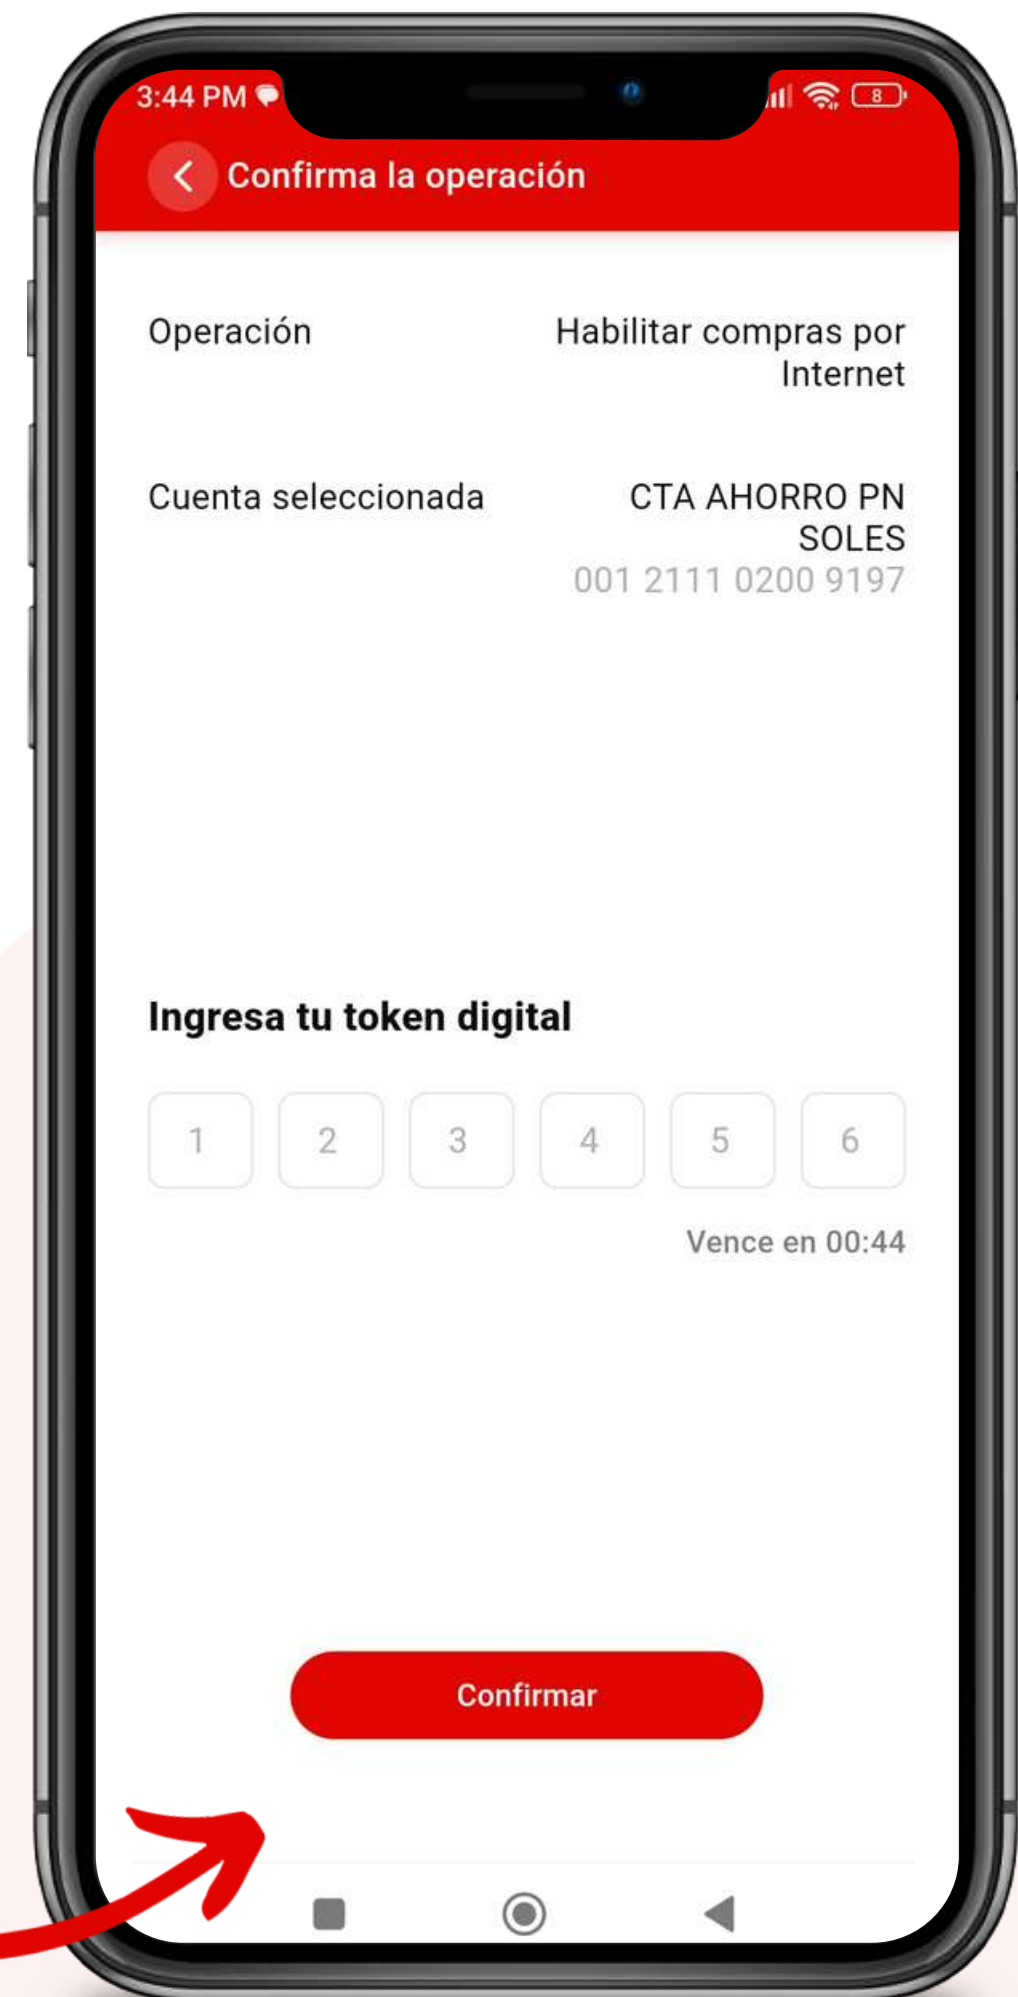 3:44 PM
8
Confirma la operación
Operación
Habilitar compras por
Internet
Cuenta seleccionada
CTA AHORRO PN
SOLES
001 2111 0200 9197
Ingresa tu token digital
1 2 3 4 5 6
Vence en 00:44
Confirmar